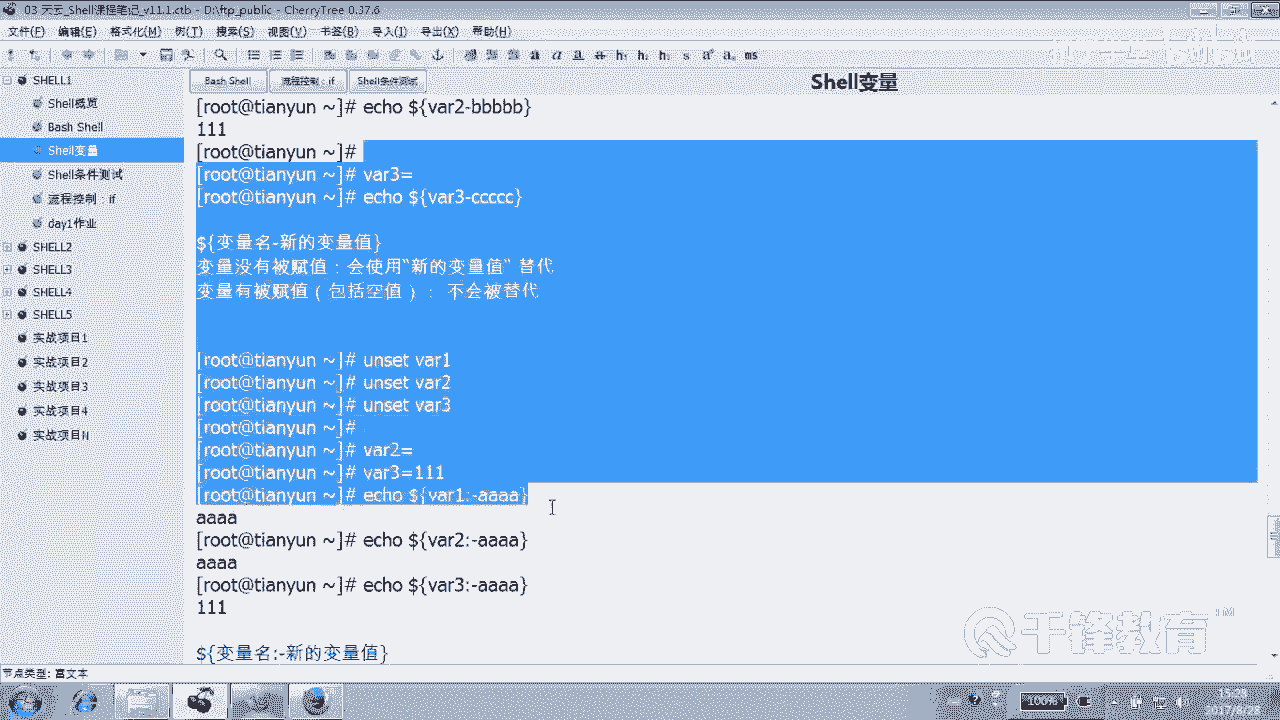 03 天云_Shell课程笔记_v11.1.ctb - D:\ftp_public - CherryTree 0.37.6
文件(F) 编辑(E) 格式化(M) 树(T) 搜索(S) 视图(V) 书签(B) 导入(I) 导出(X) 帮助(H)
SHELL1
Shell概览
Bash Shell
Shell变量
Shell条件测试
流程控制：if
day1作业
SHELL2
SHELL3
SHELL4
SHELL5
实战项目1
实战项目2
实战项目3
实战项目4
实战项目N
Bash Shell 流程控制：if Shell条件测试
Shell变量
[root@tianyun ~]# echo ${var2-bbbbb}
111
[root@tianyun ~]#
[root@tianyun ~]# var3=
[root@tianyun ~]# echo ${var3-ccccc}
${变量名-新的变量值}
变量没有被赋值：会使用“新的变量值” 替代
变量有被赋值（包括空值）： 不会被替代
[root@tianyun ~]# unset var1
[root@tianyun ~]# unset var2
[root@tianyun ~]# unset var3
[root@tianyun ~]#
[root@tianyun ~]# var2=
[root@tianyun ~]# var3=111
[root@tianyun ~]# echo ${var1:-aaaa}
aaaa
[root@tianyun ~]# echo ${var2:-aaaa}
aaaa
[root@tianyun ~]# echo ${var3:-aaaa}
111
${变量名:-新的变量值}
千锋教育™
节点类型: 富文本
100%
2017/8/28